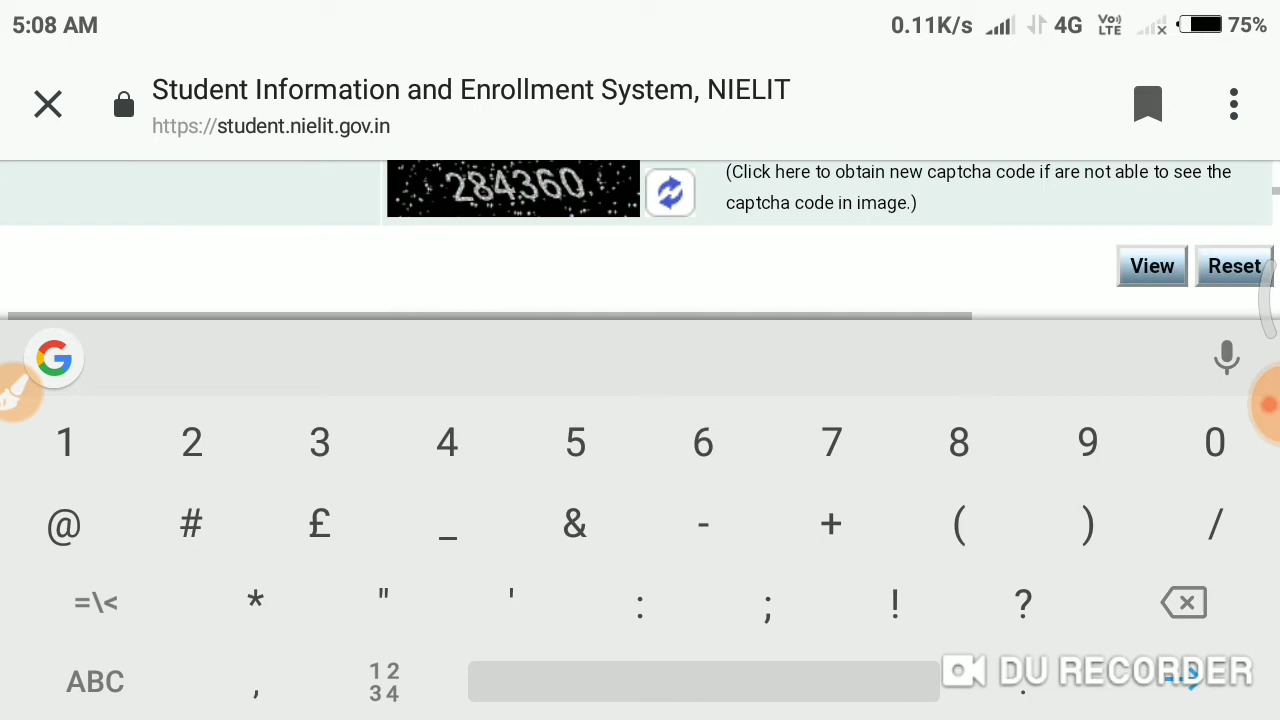 5:08 AM 0.11K/s 4G Vo) LTE 75%
Student Information and Enrollment System, NIELIT
https://student.nielit.gov.in
284360 (Click here to obtain new captcha code if are not able to see the
captcha code in image.)
View Reset
G
1 2 3 4 5 6 7 8 9 0
@ # £ _ & - + ( ) /
=\< * " ' : ; ! ?
ABC , 12 34 .
DU RECORDER